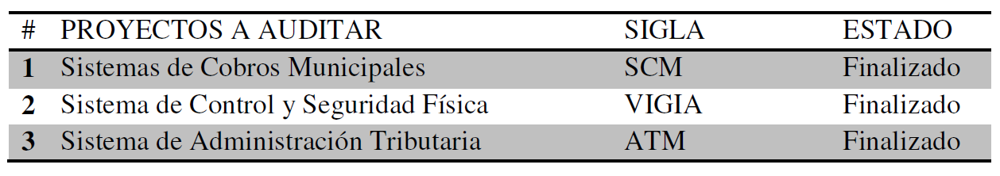 # PROYECTOS A AUDITAR SIGLA ESTADO
1 Sistemas de Cobros Municipales SCM Finalizado
2 Sistema de Control y Seguridad Física VIGIA Finalizado
3 Sistema de Administración Tributaria ATM Finalizado